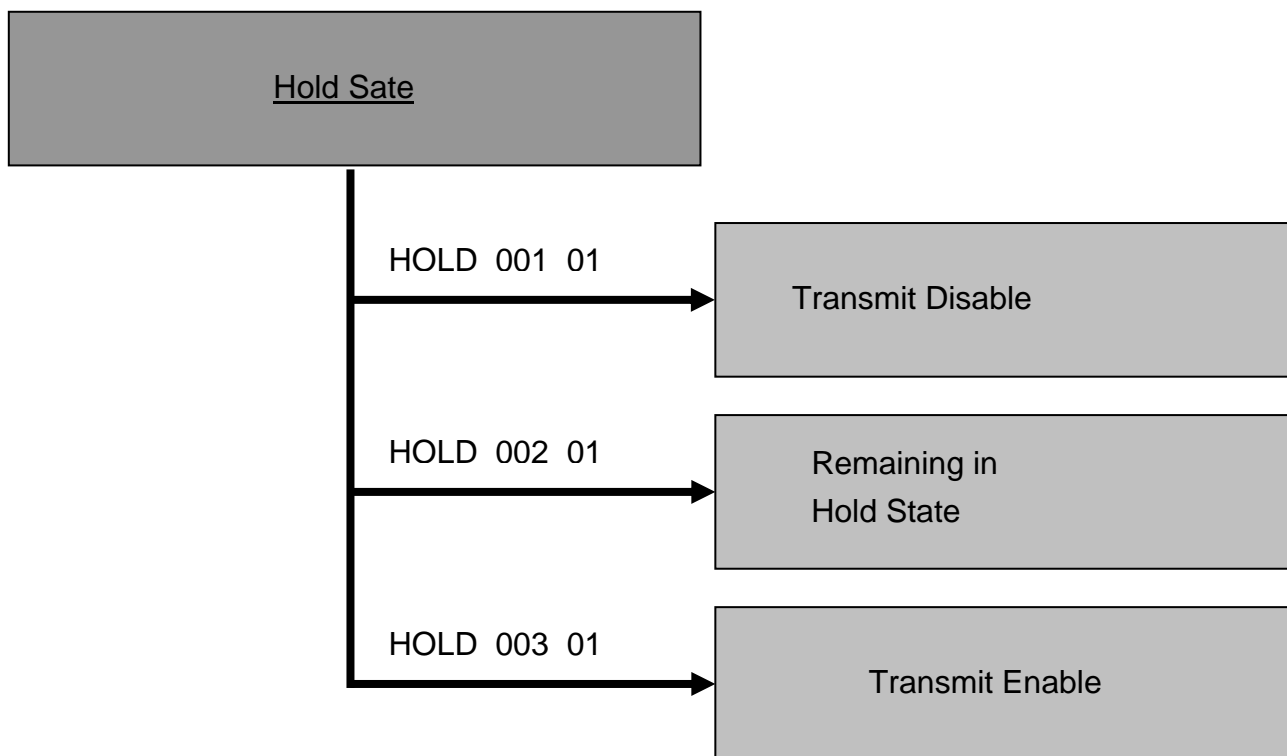 Hold Sate
HOLD 001 01
Transmit Disable
HOLD 002 01
Remaining in
Hold State
HOLD 003 01
Transmit Enable